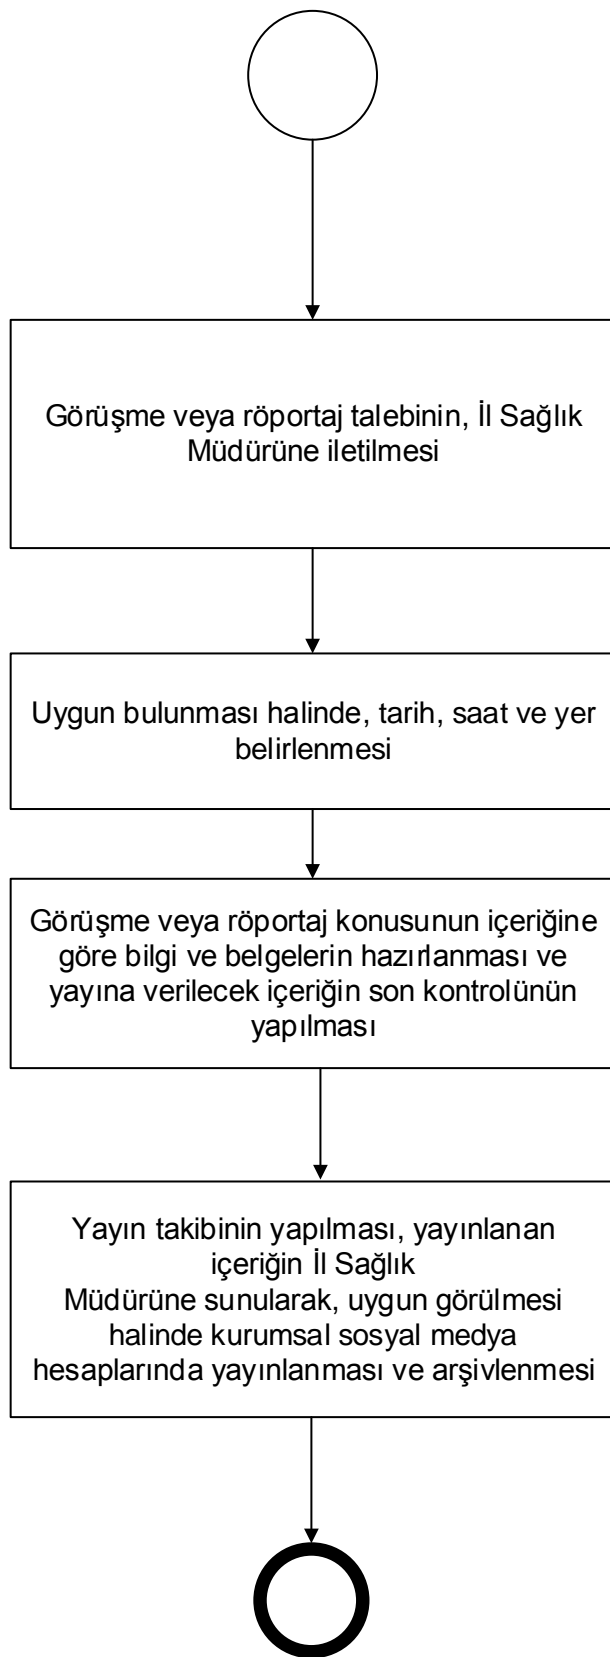 Görüşme veya röportaj talebinin, İl Sağlık
Müdürüne iletilmesi
Uygun bulunması halinde, tarih, saat ve yer
belirlenmesi
Görüşme veya röportaj konusunun içeriğine
göre bilgi ve belgelerin hazırlanması ve
yayına verilecek içeriğin son kontrolünün
yapılması
Yayın takibinin yapılması, yayınlanan
içeriğin İl Sağlık
Müdürüne sunularak, uygun görülmesi
halinde kurumsal sosyal medya
hesaplarında yayınlanması ve arşivlenmesi